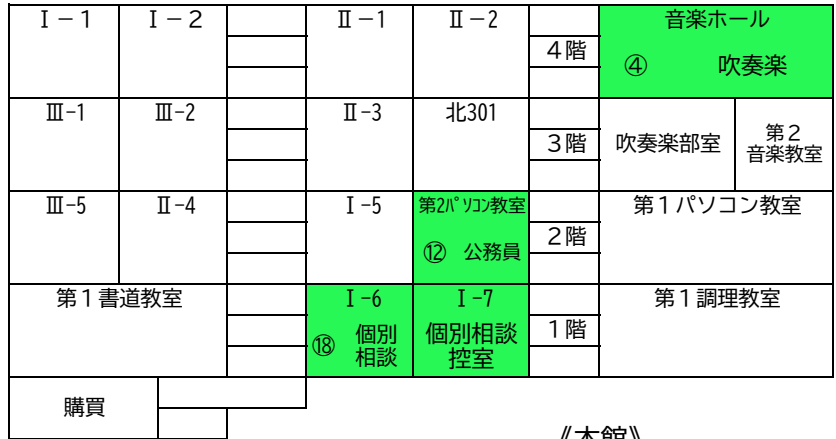 Ⅰ－1
Ⅰ－2
Ⅱ－1
Ⅱ－2
4階
音楽ホール
④ 吹奏楽
Ⅲ-1
Ⅲ-2
Ⅱ-3
北301
3階
吹奏楽部室
第2
音楽教室
Ⅲ-5
Ⅱ-4
Ⅰ-5
第2パソコン教室
⑫ 公務員
2階
第1パソコン教室
第1書道教室
Ⅰ-6
⑱ 個別
相談
Ⅰ-7
個別相談
控室
1階
第1調理教室
購買
《本館》